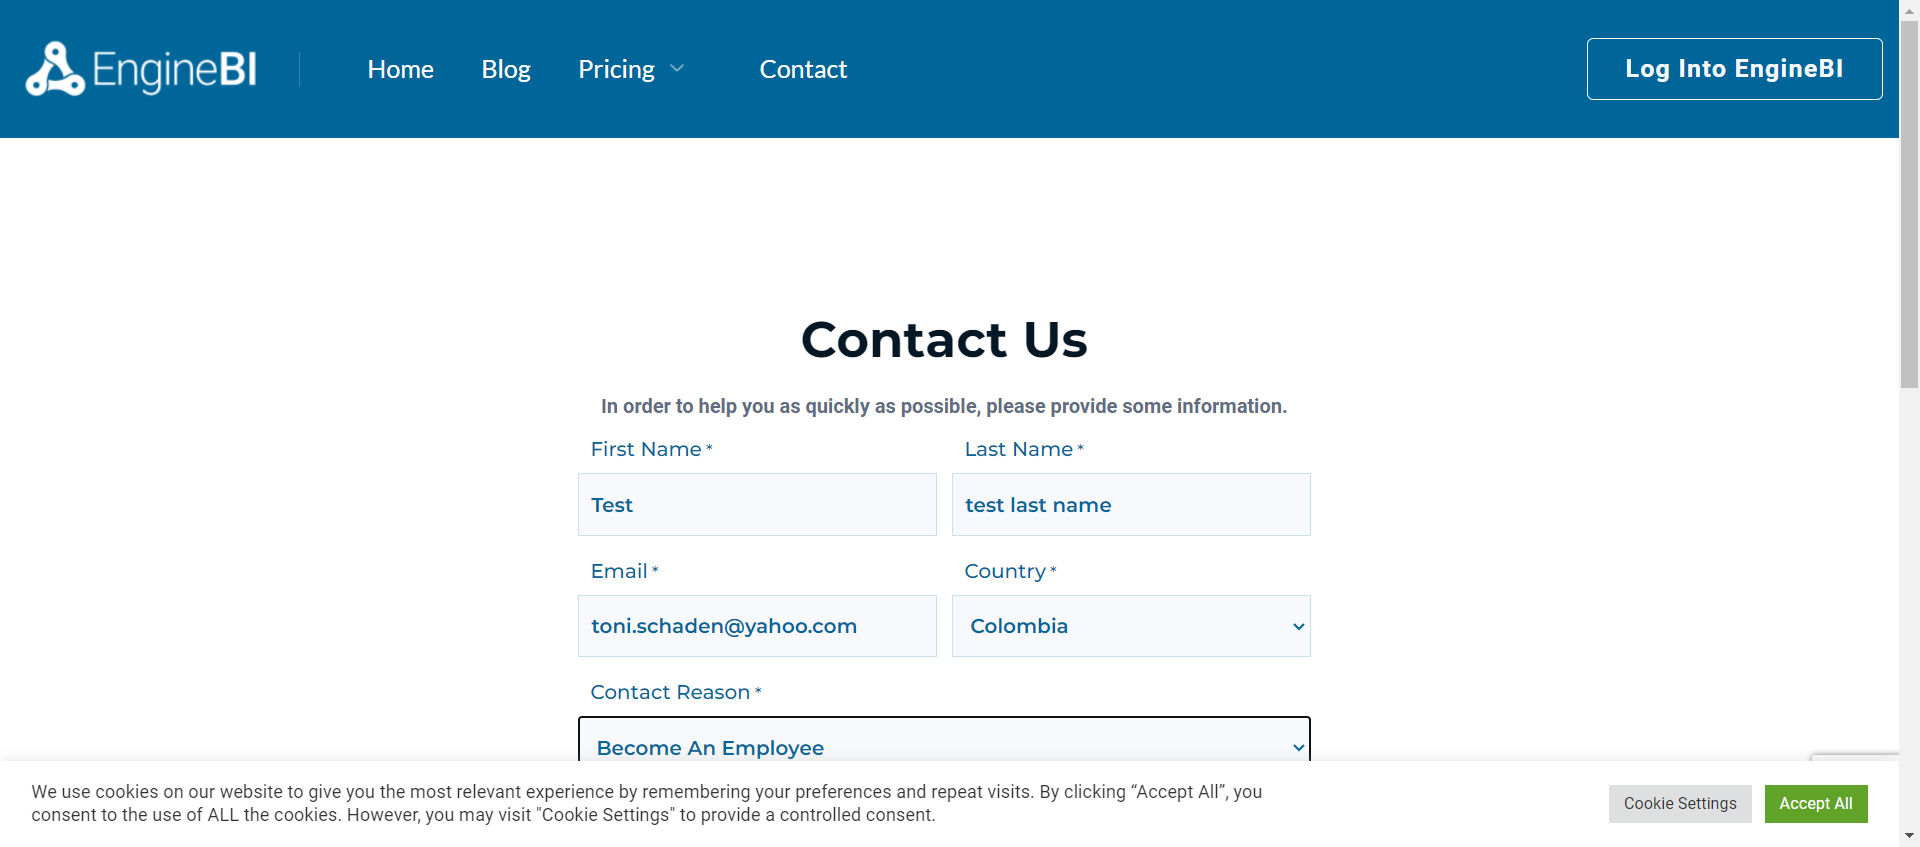 EngineBI
Home
Blog
Pricing
Contact
Log Into EngineBI
Contact Us
In order to help you as quickly as possible, please provide some information.
First Name *
Last Name *
Test
test last name
Email *
Country *
toni.schaden@yahoo.com
Colombia
Contact Reason *
Become An Employee
We use cookies on our website to give you the most relevant experience by remembering your preferences and repeat visits. By clicking “Accept All”, you
consent to the use of ALL the cookies. However, you may visit "Cookie Settings" to provide a controlled consent.
Cookie Settings
Accept All